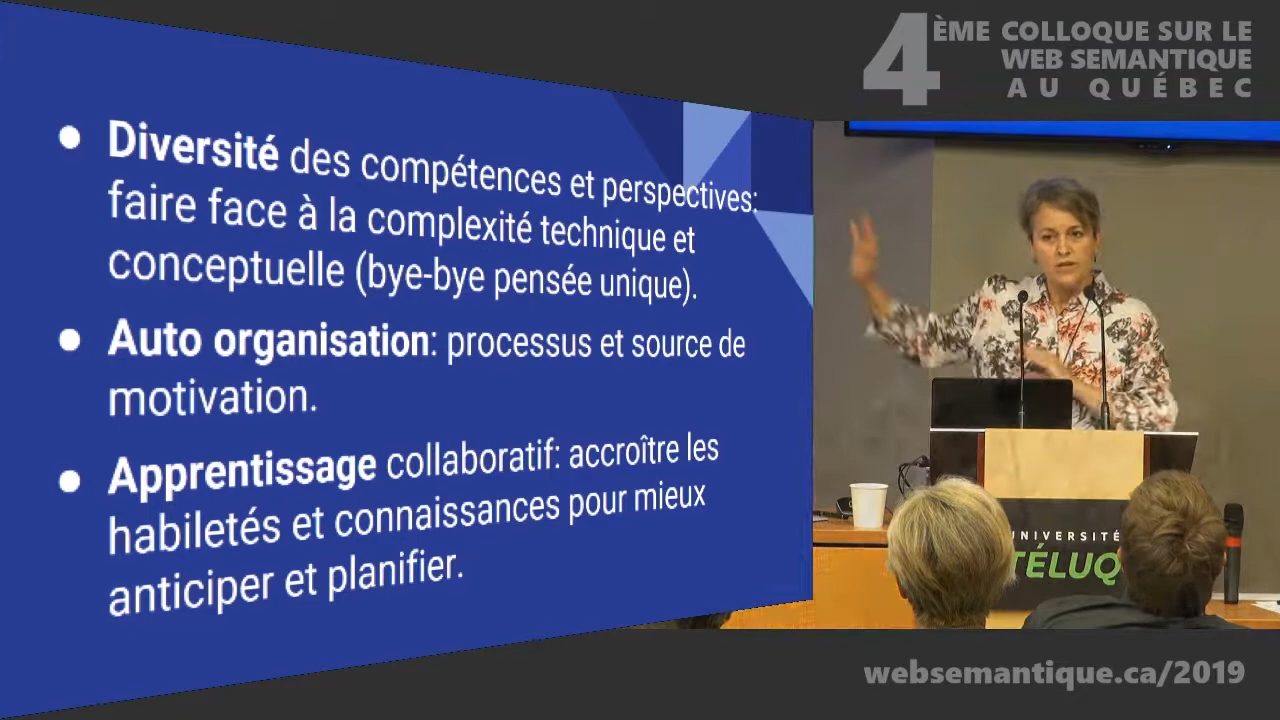 4ÈME COLLOQUE SUR LE
WEB SEMANTIQUE
AU QUÉBEC
• Diversité des compétences et perspectives:
faire face à la complexité technique et
conceptuelle (bye-bye pensée unique).
• Auto organisation: processus et source de
motivation.
• Apprentissage collaboratif: accroître les
habiletés et connaissances pour mieux
anticiper et planifier.
UNIVERSITÉ
TÉLUQ
websemantique.ca/2019